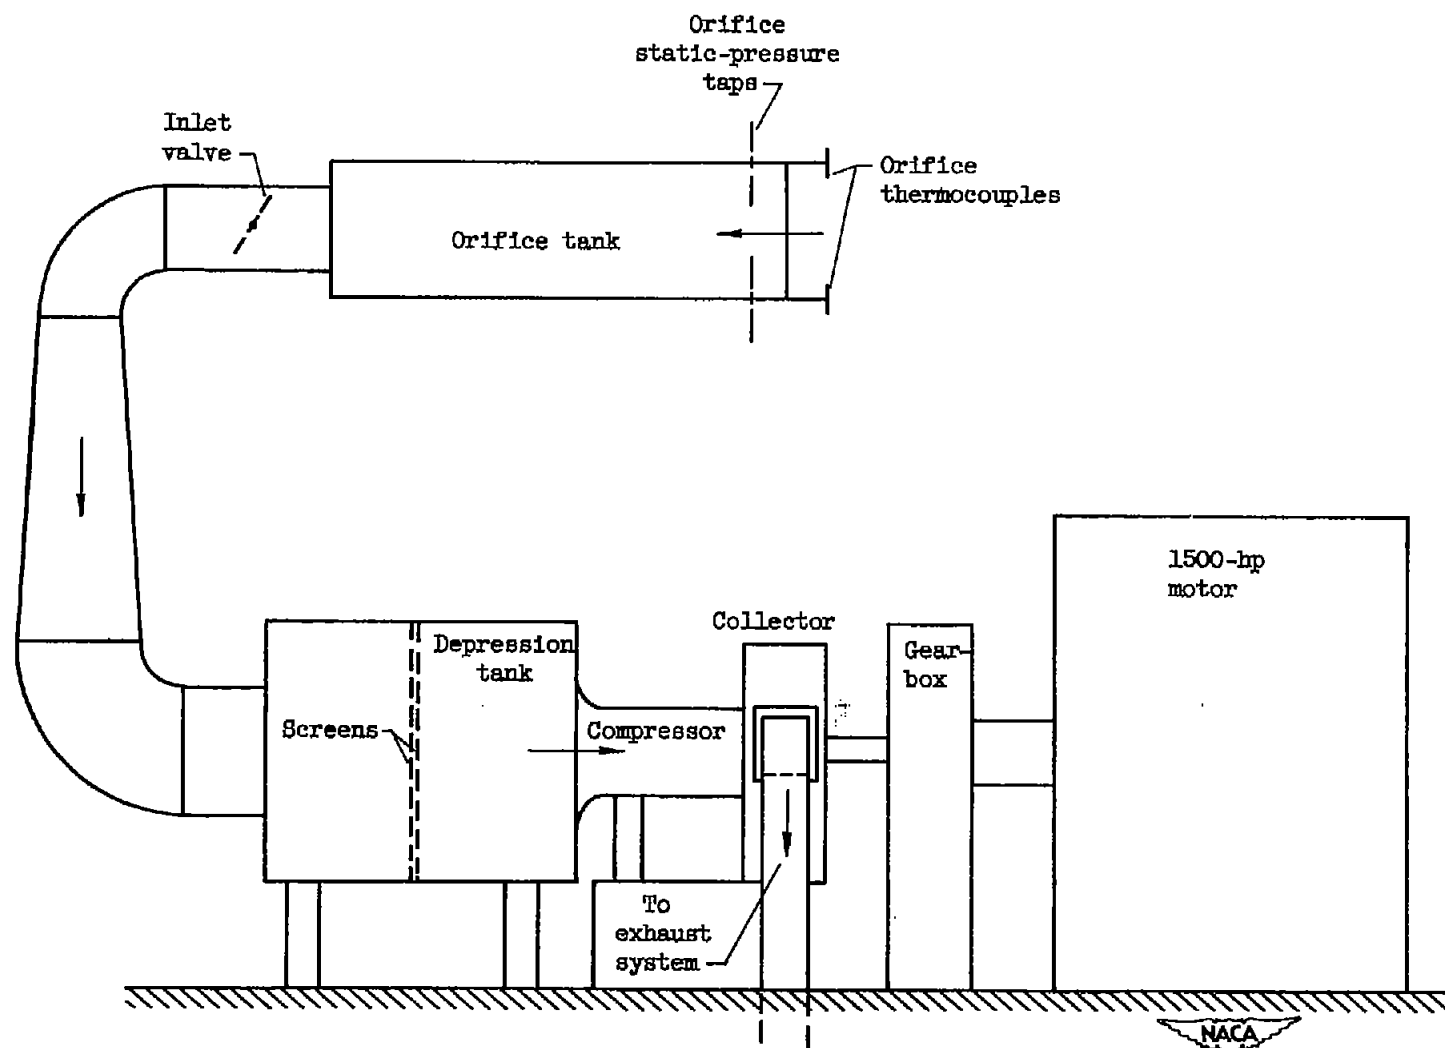 Orifice
static-pressure
taps
Inlet
valve
Orifice
thermocouples
Orifice tank
1500-hp
motor
Collector
Depression
tank
Gear-
box
Screens
Compressor
To
exhaust
system
NACA